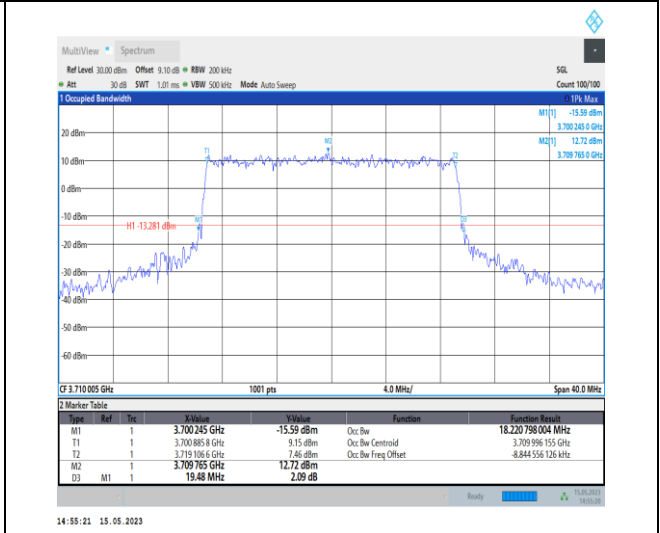 MultiView Spectrum
Ref Level 30.00 dBm Offset 9.10 dB RBW 200 kHz SGL
Att 30 dB SWT 1.01 ms VBW 500 kHz Mode Auto Sweep Count 100/100
1 Occupied Bandwidth 1Pk Max
M1[1] -15.59 dBm
3.700 245 0 GHz
M2[1] 12.72 dBm
3.709 765 0 GHz
20 dBm
M2
T1
T2
10 dBm
0 dBm
-10 dBm
M1
D3
H1 -13.281 dBm
-20 dBm
-30 dBm
-40 dBm
-50 dBm
-60 dBm
CF 3.710 005 GHz 1001 pts 4.0 MHz/ Span 40.0 MHz
2 Marker Table
Type Ref Trc X-Value Y-Value Function Function Result
M1 1 3.700 245 GHz -15.59 dBm Occ Bw 18.220 798 004 MHz
T1 1 3.700 885 8 GHz 9.15 dBm Occ Bw Centroid 3.709 996 155 GHz
T2 1 3.719 106 6 GHz 7.46 dBm Occ Bw Freq Offset -8.844 556 126 kHz
M2 1 3.709 765 GHz 12.72 dBm
D3 M1 1 19.48 MHz 2.09 dB
Ready 15.05.2023
14:55:20
14:55:21 15.05.2023